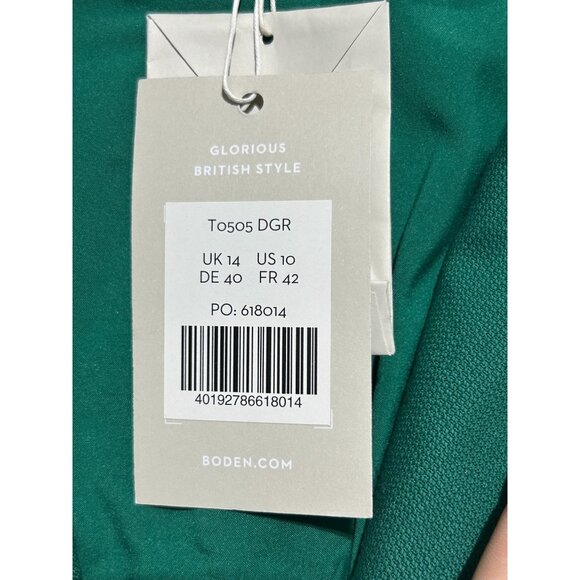 GLORIOUS
BRITISH STYLE
T0505 DGR
UK 14 US 10
DE 40 FR 42
PO: 618014
40192786618014
BODEN.COM